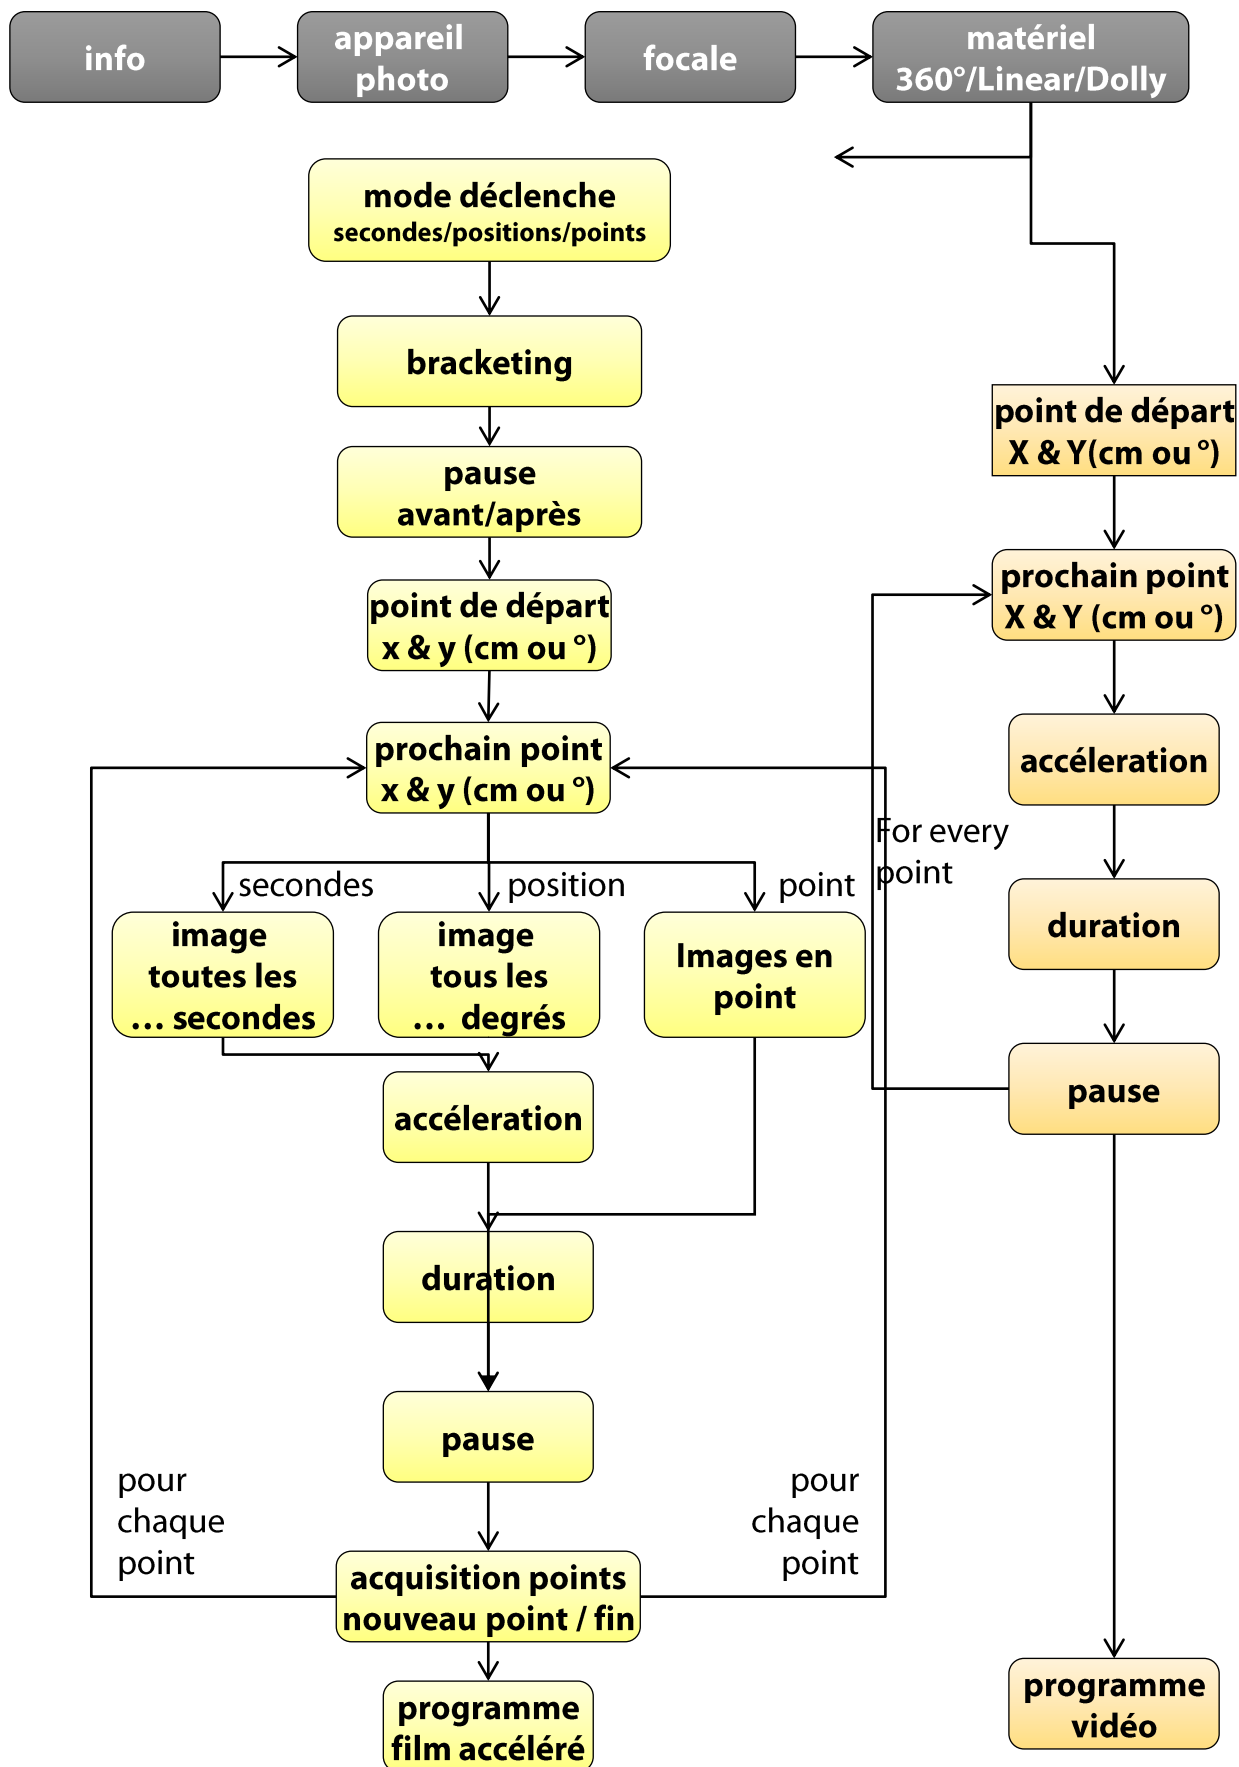 info
appareil
photo
focale
matériel
360°/Linear/Dolly
mode déclenche
secondes/positions/points
bracketing
pause
avant/après
point de départ
x & y (cm ou °)
prochain point
x & y (cm ou °)
secondes
position
point
image
toutes les
... secondes
image
tous les
... degrés
Images en
point
accéleration
duration
pause
pour
chaque
point
pour
chaque
point
acquisition points
nouveau point / fin
programme
film accéléré
point de départ
X & Y(cm ou °)
prochain point
X & Y (cm ou °)
accéleration
For every
point
duration
pause
programme
vidéo